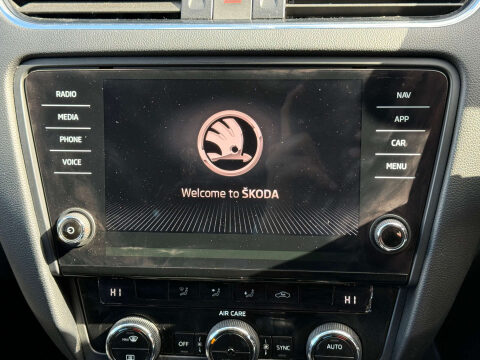 RADIO
MEDIA
PHONE
VOICE
NAV
APP
CAR
MENU
Welcome to ŠKODA
HI
HI
AIR CARE
OFF
SYNC
AUTO